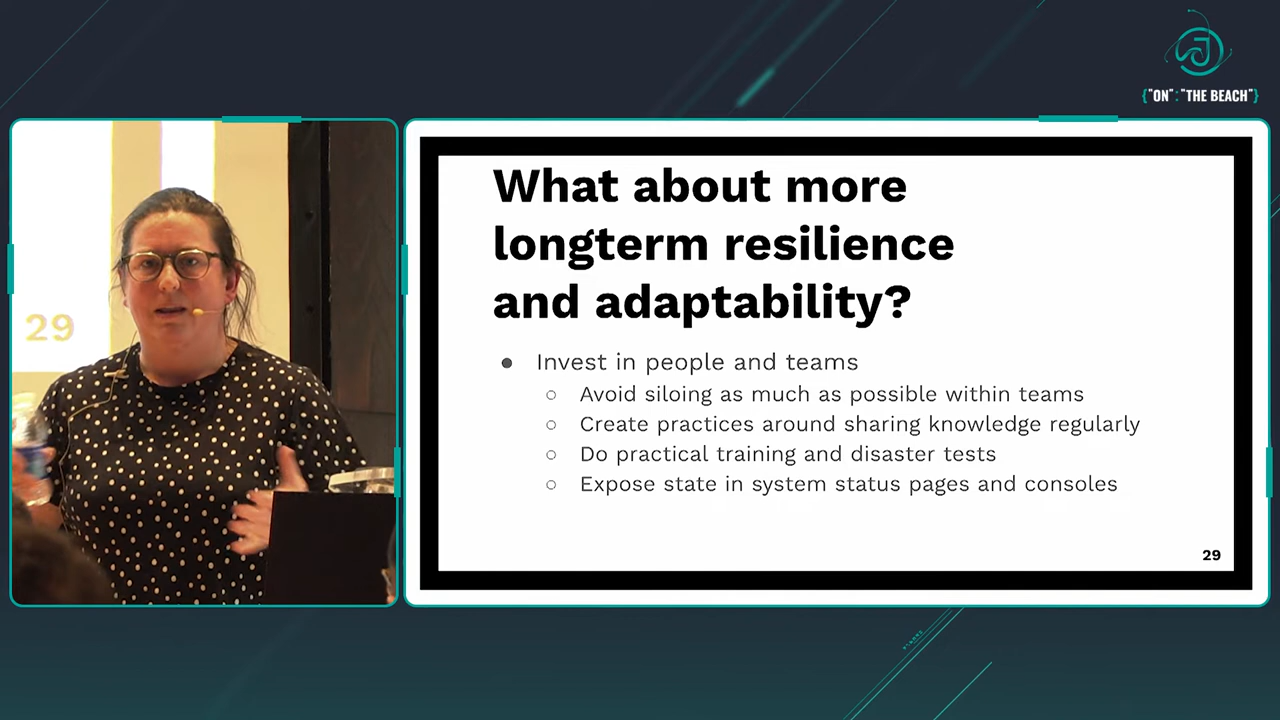 {"ON":"THE BEACH"}
29
What about more
longterm resilience
and adaptability?
● Invest in people and teams
○ Avoid siloing as much as possible within teams
○ Create practices around sharing knowledge regularly
○ Do practical training and disaster tests
○ Expose state in system status pages and consoles
29